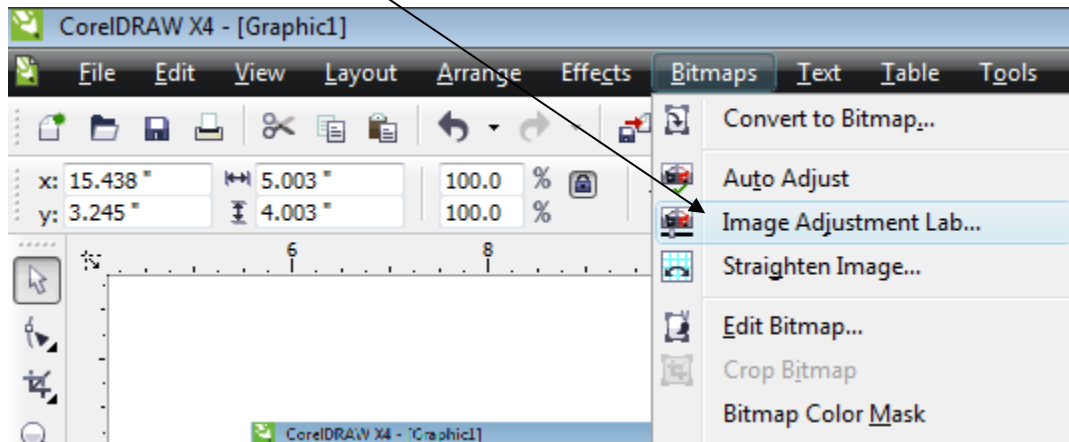 CorelDRAW X4 - [Graphic1]
File Edit View Layout Arrange Effects Bitmaps Text Table Tools
Convert to Bitmap...
x: 15.438 " 5.003 " 100.0 %
Auto Adjust
y: 3.245 " 4.003 " 100.0 %
Image Adjustment Lab...
6 8
Straighten Image...
Edit Bitmap...
Crop Bitmap
Bitmap Color Mask
CorelDRAW X4 - [Graphic1]